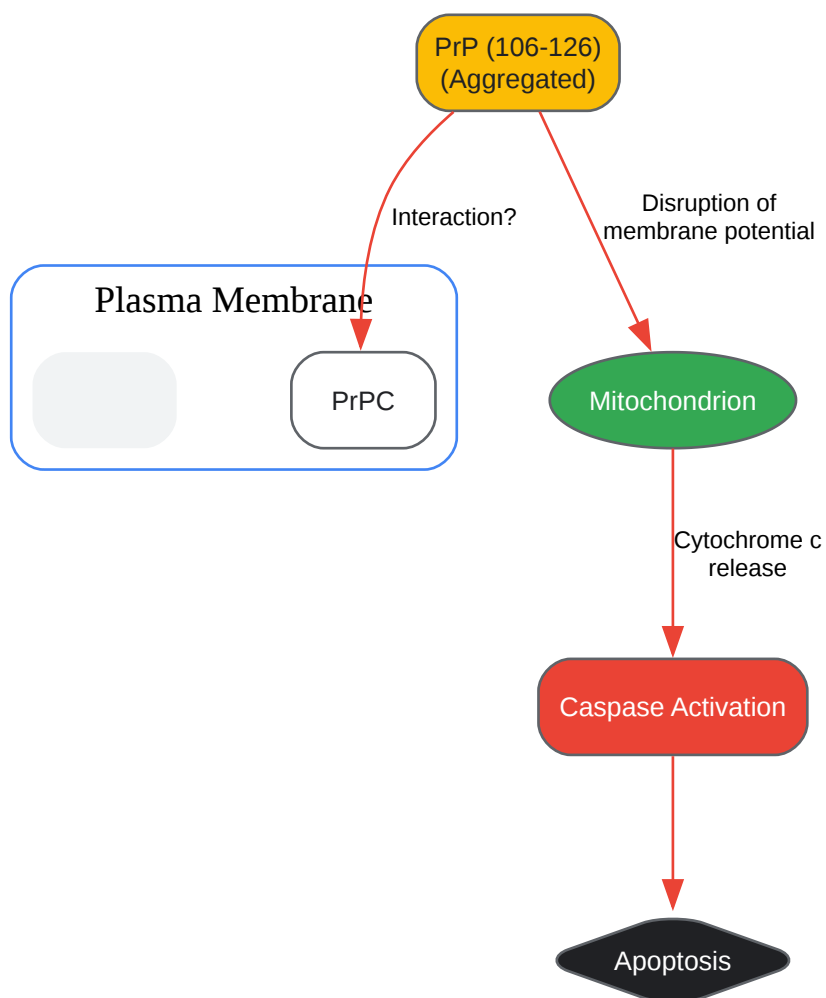 PrP (106-126)
(Aggregated)
Interaction?
Disruption of
membrane potential
Plasma Membrane
PrPC
Mitochondrion
Cytochrome c
release
Caspase Activation
Apoptosis